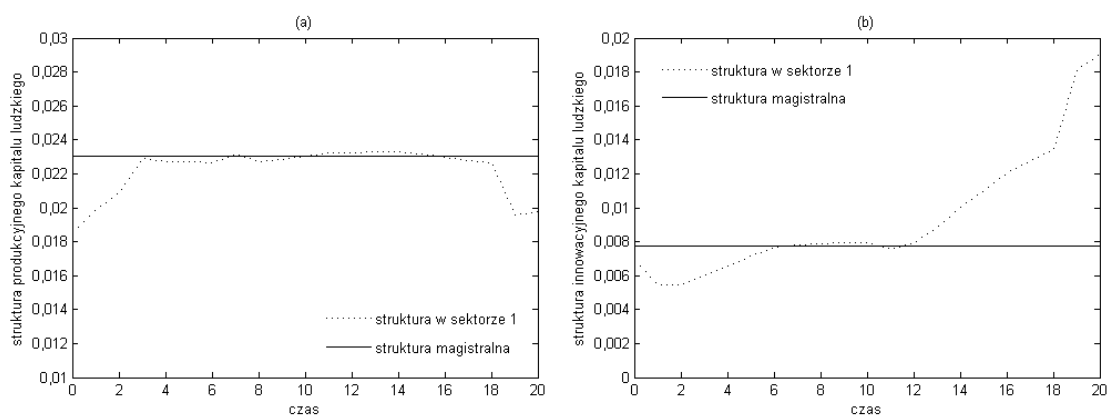 (a)
0,03
0,028
0,026
0,024
0,022
0,02
0,018
0,016
0,014
0,012
0,01
struktura produkcyjnego kapitalu ludzkiego
struktura w sektorze 1
struktura magistralna
0 2 4 6 8 10 12 14 16 18 20
czas
(b)
0,02
0,018
0,016
0,014
0,012
0,01
0,008
0,006
0,004
0,002
0
struktura innowacyjnego kapitalu ludzkiego
struktura w sektorze 1
struktura magistralna
0 2 4 6 8 10 12 14 16 18 20
czas